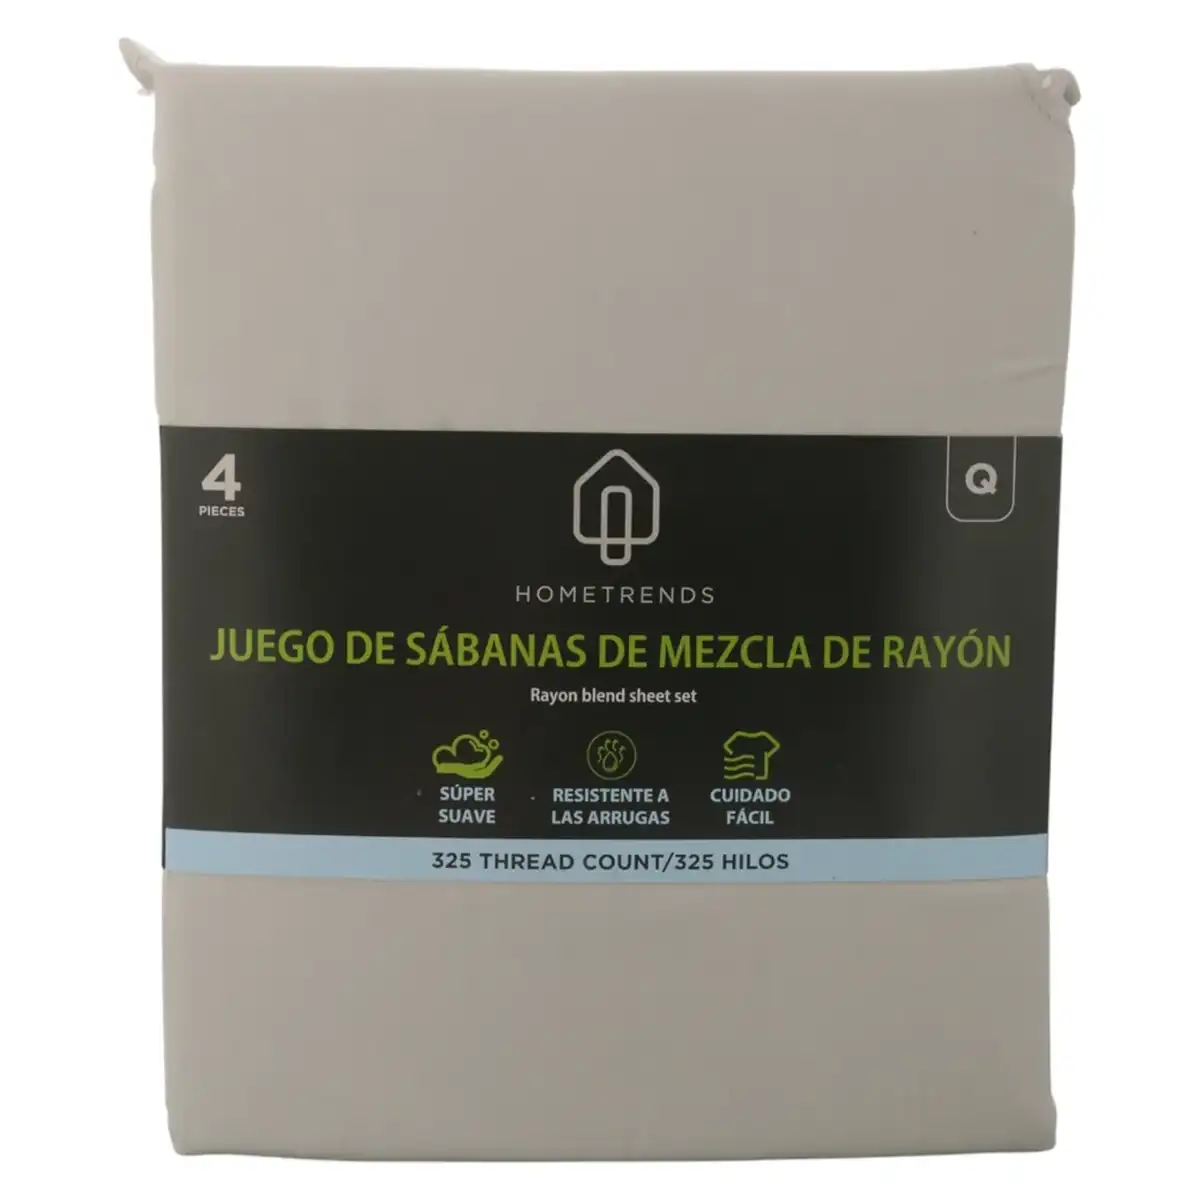 4
PIECES
Q
HOMETRENDS
JUEGO DE SÁBANAS DE MEZCLA DE RAYÓN
Rayon blend sheet set
SÚPER
SUAVE
RESISTENTE A
LAS ARRUGAS
CUIDADO
FÁCIL
325 THREAD COUNT/325 HILOS